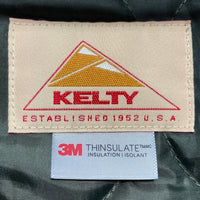 KELTY
ESTABLISHED 1952 U.S.A.
3M THINSULATE™MC
INSULATION | ISOLANT